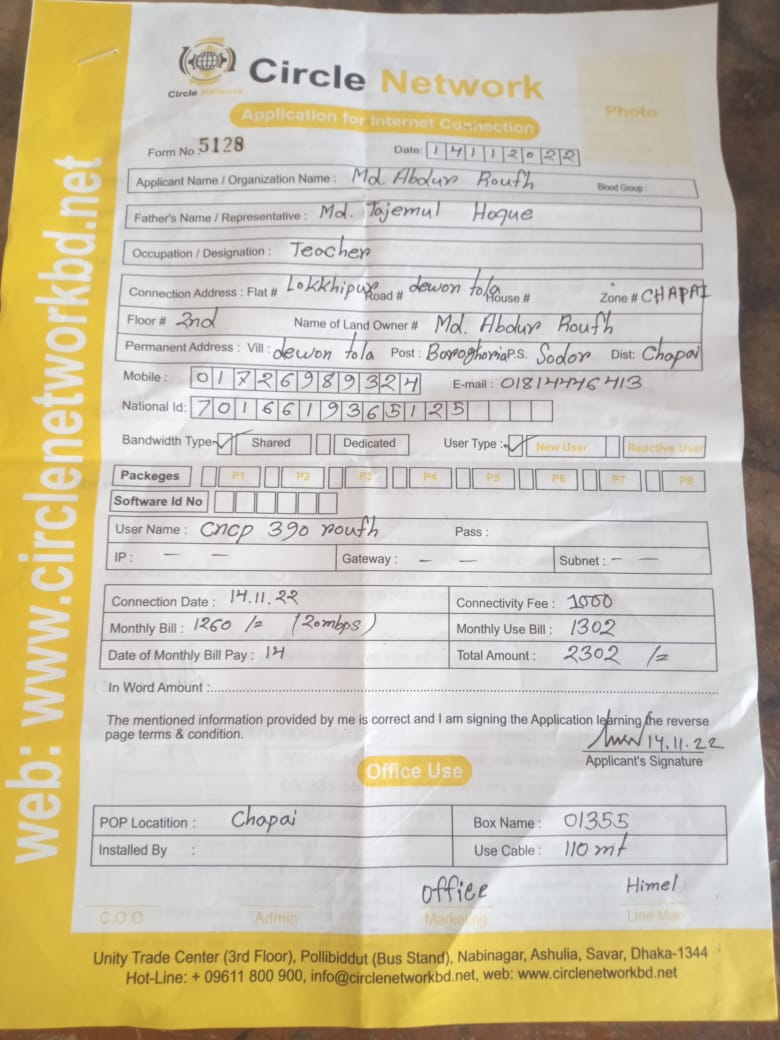 Circle Network
Circle Network
Application for Internet Connection
Photo
Form No : 5128
Date: 14112022
Applicant Name / Organization Name : Md. Abdur Roufh Blood Group :
Father's Name / Representative : Md. Tajemul Hoque
Occupation / Designation : Teacher
Connection Address : Flat # Lokkhipur Road # dewon tola House # Zone # CHAPAI
Floor # 2nd Name of Land Owner # Md. Abdur Roufh
Permanent Address : Vill : dewon tola Post : Baroghoria P.S. Sodor Dist: Chapai
Mobile : 01726989324 E-mail : 01814446413
National Id: 7016619365125
Bandwidth Type Shared Dedicated User Type : New User Reactive User
Packeges P1 P2 P3 P4 P5 P6 P7 P8
Software Id No
User Name : cncp 390 roufh Pass :
IP : — — Gateway : — — Subnet : — —
Connection Date : 14.11.22 Connectivity Fee : 1000
Monthly Bill : 1260 /= (20mbps) Monthly Use Bill : 1302
Date of Monthly Bill Pay : 14 Total Amount : 2302 /=
In Word Amount :
The mentioned information provided by me is correct and I am signing the Application learning the reverse
page terms & condition.
14.11.22
Applicant's Signature
Office Use
POP Locatition : Chapai Box Name : 01355
Installed By : Use Cable : 110 mt
office Himel
C.O.O Admin Marketing Line Man
Unity Trade Center (3rd Floor), Pollibiddut (Bus Stand), Nabinagar, Ashulia, Savar, Dhaka-1344
Hot-Line: + 09611 800 900, info@circlenetworkbd.net, web: www.circlenetworkbd.net
web: www.circlenetworkbd.net